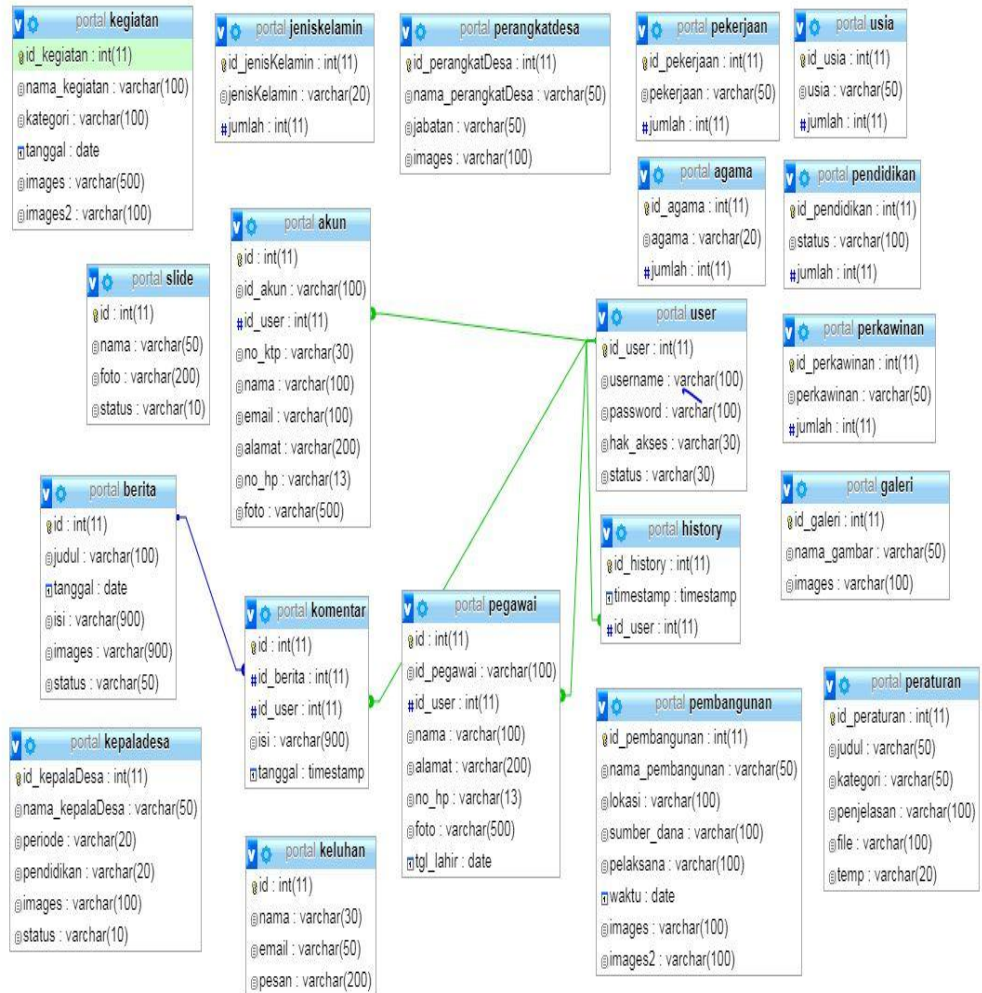 portal kegiatan
id_kegiatan : int(11)
nama_kegiatan : varchar(100)
kategori : varchar(100)
tanggal : date
images : varchar(500)
images2 : varchar(100)
portal jeniskelamin
id_jenisKelamin : int(11)
jenisKelamin : varchar(20)
#jumlah : int(11)
portal perangkatdesa
id_perangkatDesa : int(11)
nama_perangkatDesa : varchar(50)
jabatan : varchar(50)
images : varchar(100)
portal pekerjaan
id_pekerjaan : int(11)
pekerjaan : varchar(50)
#jumlah : int(11)
portal usia
id_usia : int(11)
usia : varchar(50)
#jumlah : int(11)
portal agama
id_agama : int(11)
agama : varchar(20)
#jumlah : int(11)
portal pendidikan
id_pendidikan : int(11)
status : varchar(100)
#jumlah : int(11)
portal slide
id : int(11)
nama : varchar(50)
foto : varchar(200)
status : varchar(10)
portal akun
id : int(11)
id_akun : varchar(100)
#id_user : int(11)
no_ktp : varchar(30)
nama : varchar(100)
email : varchar(100)
alamat : varchar(200)
no_hp : varchar(13)
foto : varchar(500)
portal user
id_user : int(11)
username : varchar(100)
password : varchar(100)
hak_akses : varchar(30)
status : varchar(30)
portal perkawinan
id_perkawinan : int(11)
perkawinan : varchar(50)
#jumlah : int(11)
portal berita
id : int(11)
judul : varchar(100)
tanggal : date
isi : varchar(900)
images : varchar(900)
status : varchar(50)
portal galeri
id_galeri : int(11)
nama_gambar : varchar(50)
images : varchar(100)
portal history
id_history : int(11)
timestamp : timestamp
#id_user : int(11)
portal komentar
id : int(11)
#id_berita : int(11)
#id_user : int(11)
isi : varchar(900)
tanggal : timestamp
portal pegawai
id : int(11)
id_pegawai : varchar(100)
#id_user : int(11)
nama : varchar(100)
alamat : varchar(200)
no_hp : varchar(13)
foto : varchar(500)
tgl_lahir : date
portal pembangunan
id_pembangunan : int(11)
nama_pembangunan : varchar(50)
lokasi : varchar(100)
sumber_dana : varchar(100)
pelaksana : varchar(100)
waktu : date
images : varchar(100)
images2 : varchar(100)
portal peraturan
id_peraturan : int(11)
judul : varchar(50)
kategori : varchar(50)
penjelasan : varchar(100)
file : varchar(100)
temp : varchar(20)
portal kepaladesa
id_kepalaDesa : int(11)
nama_kepalaDesa : varchar(50)
periode : varchar(20)
pendidikan : varchar(20)
images : varchar(100)
status : varchar(10)
portal keluhan
id : int(11)
nama : varchar(30)
email : varchar(50)
pesan : varchar(200)